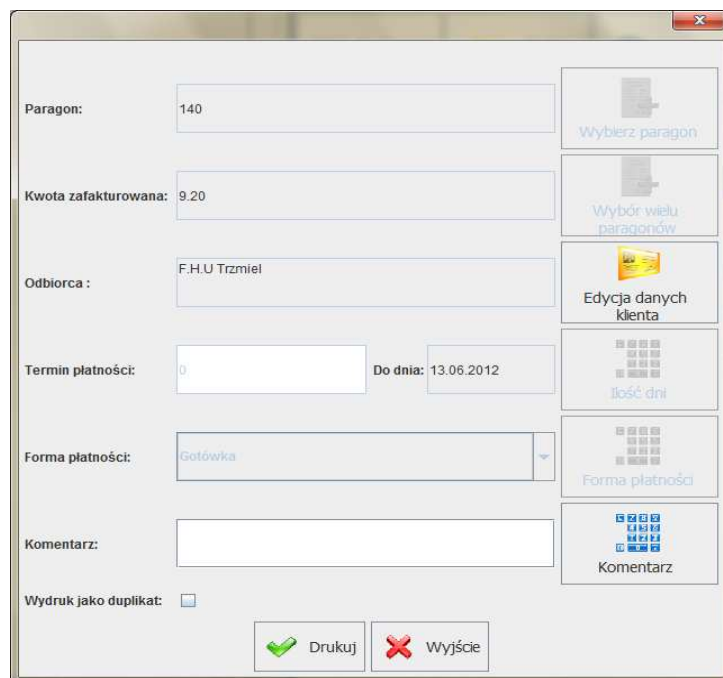 x
Paragon:
140
Wybierz paragon
Kwota zafakturowana:
9.20
Wybór wielu
paragonów
Odbiorca :
F.H.U Trzmiel
Edycja danych
klienta
Termin płatności:
0
Do dnia:
13.06.2012
Ilość dni
Forma płatności:
Gotówka
Forma płatności
Komentarz:
Komentarz
Wydruk jako duplikat:
Drukuj
Wyjście